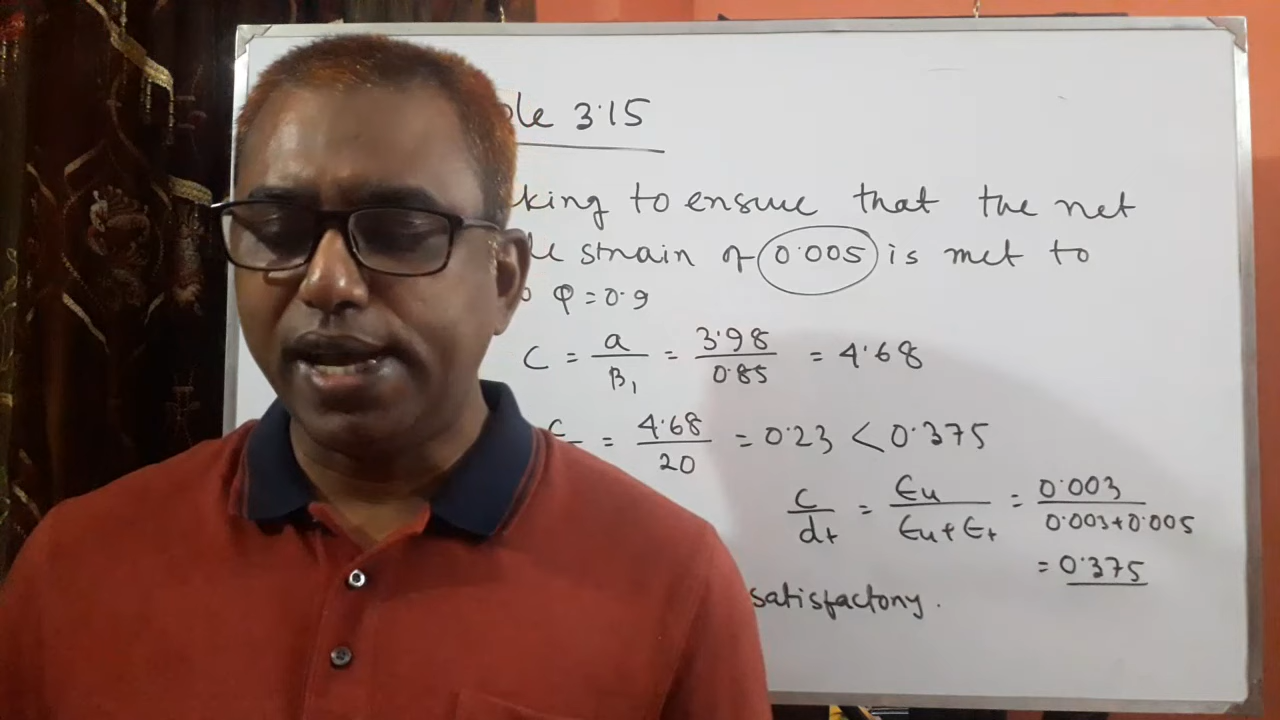 ple 3.15
king to ensure that the net
le strain of 0.005 is met to
φ = 0.9
C = a/β₁ = 3.98/0.85 = 4.68
c = 4.68/20 = 0.23 < 0.375
c/dt = ϵu/ϵu+ϵt = 0.003/0.003+0.005
= 0.375
satisfactory.